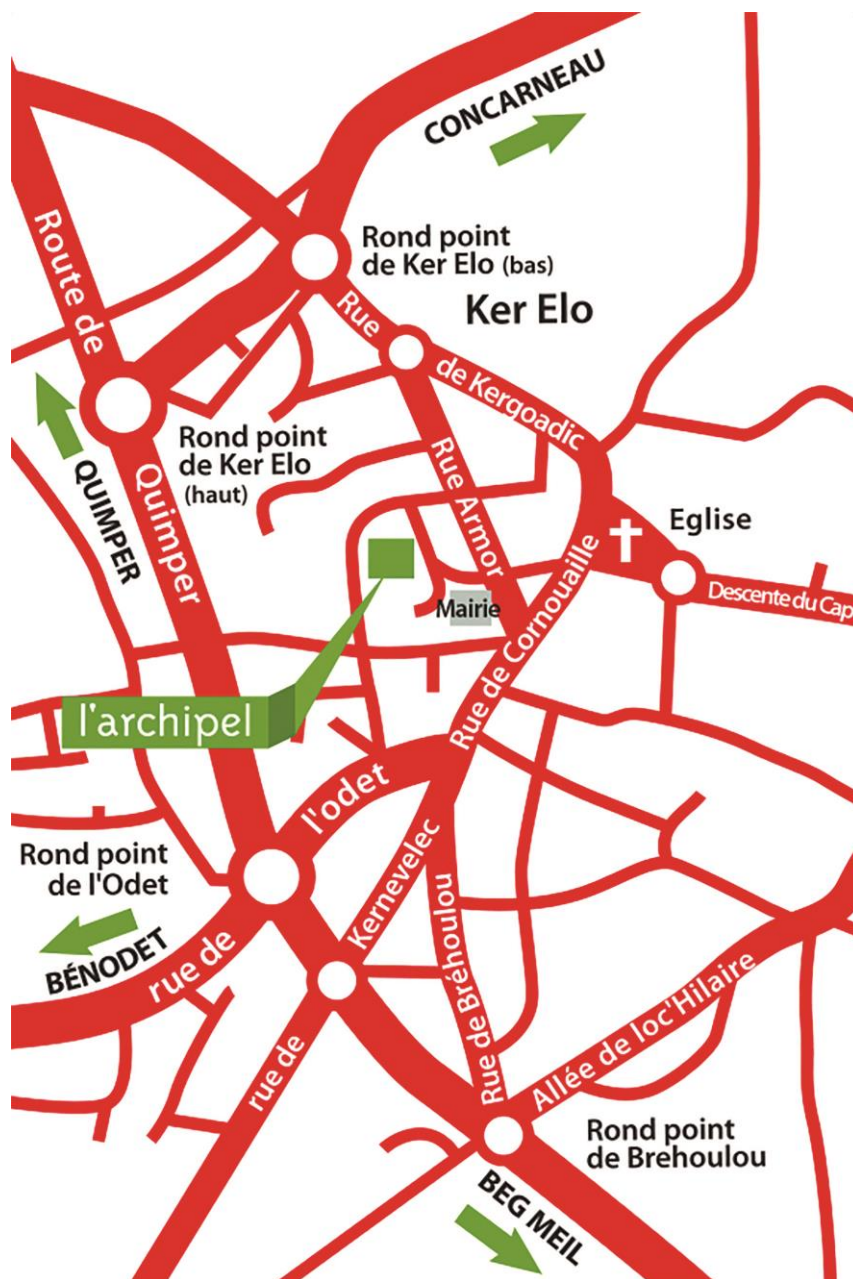 CONCARNEAU
Rond point
de Ker Elo (bas)
Ker Elo
Rue
de Kergoadic
Route de
Quimper
QUIMPER
Rond point
de Ker Elo
(haut)
Rue Armor
Eglise
Mairie
Descente du Cap
Rue de Cornouaille
l'archipel
l'odet
rue de
Rond point
de l'Odet
BÉNODET
Kernevelec
rue de
Rue de Bréhoulou
Allée de loc'Hilaire
Rond point
de Brehoulou
BEG MEIL